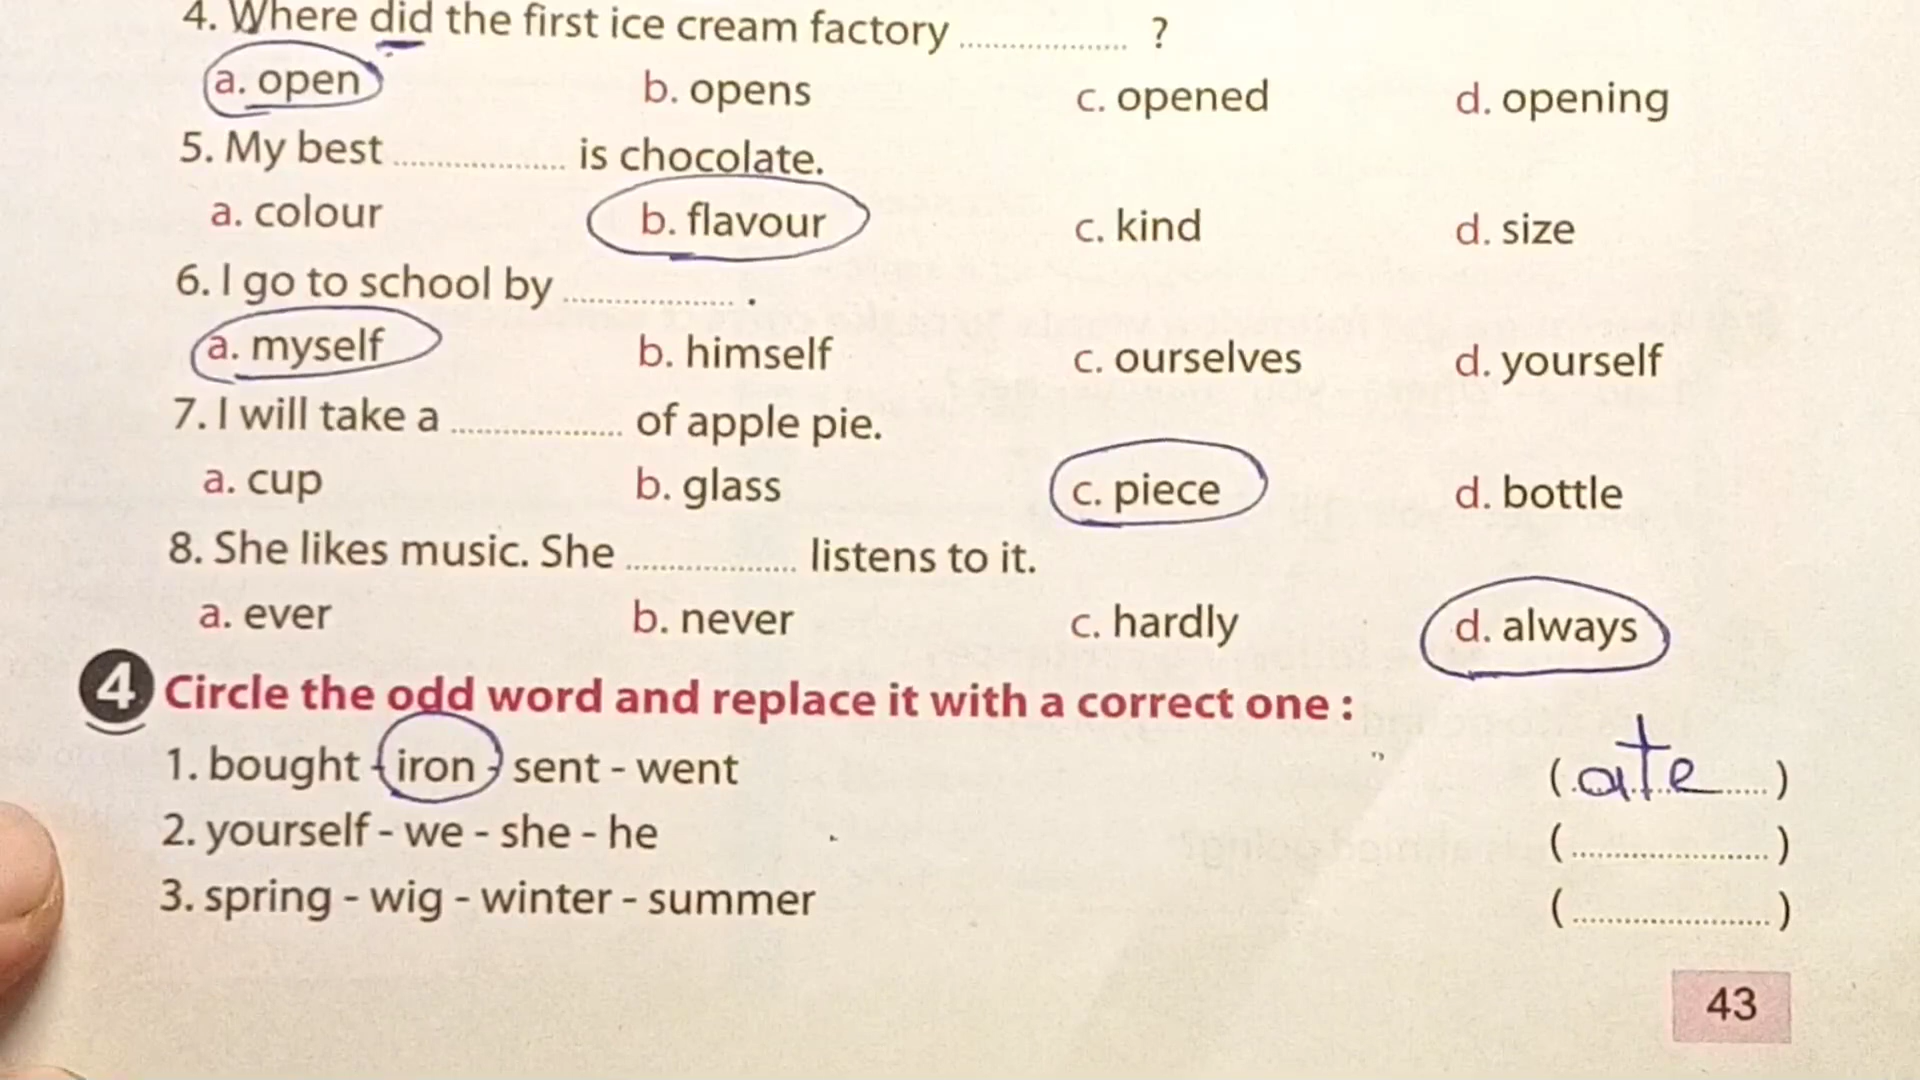 4. Where did the first ice cream factory .................. ?
a. open b. opens c. opened d. opening
5. My best .................. is chocolate.
a. colour b. flavour c. kind d. size
6. I go to school by .................. .
a. myself b. himself c. ourselves d. yourself
7. I will take a .................. of apple pie.
a. cup b. glass c. piece d. bottle
8. She likes music. She .................. listens to it.
a. ever b. never c. hardly d. always
4 Circle the odd word and replace it with a correct one :
1. bought - iron - sent - went (ate)
2. yourself - we - she - he (....................)
3. spring - wig - winter - summer (....................)
43